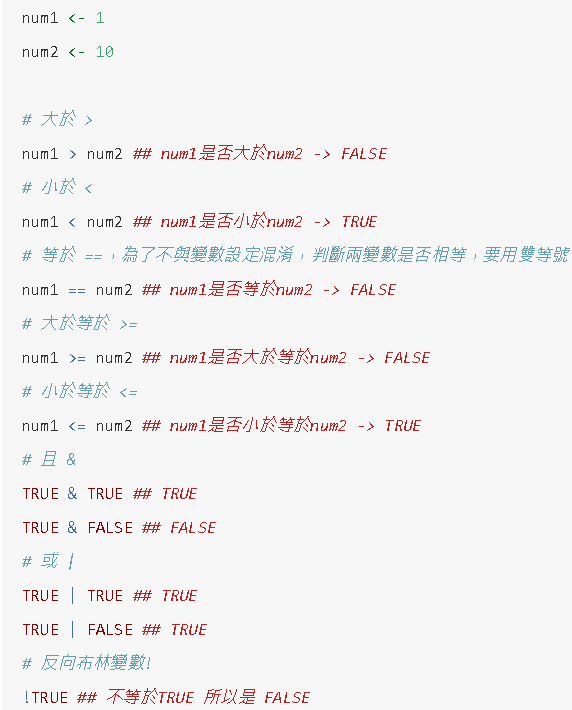 num1 <- 1
num2 <- 10
# 大於 >
num1 > num2 ## num1是否大於num2 -> FALSE
# 小於 <
num1 < num2 ## num1是否小於num2 -> TRUE
# 等於 ==，為了不與變數設定混淆，判斷兩變數是否相等，要用雙等號
num1 == num2 ## num1是否等於num2 -> FALSE
# 大於等於 >=
num1 >= num2 ## num1是否大於等於num2 -> FALSE
# 小於等於 <=
num1 <= num2 ## num1是否小於等於num2 -> TRUE
# 且 &
TRUE & TRUE ## TRUE
TRUE & FALSE ## FALSE
# 或 |
TRUE | TRUE ## TRUE
TRUE | FALSE ## TRUE
# 反向布林變數!
!TRUE ## 不等於TRUE 所以是 FALSE